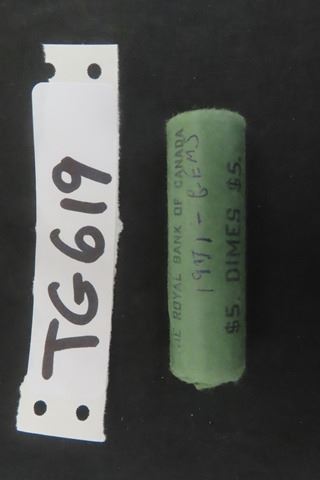 TG619
THE ROYAL BANK OF CANADA
1971 - GEMS
$5. DIMES $5.